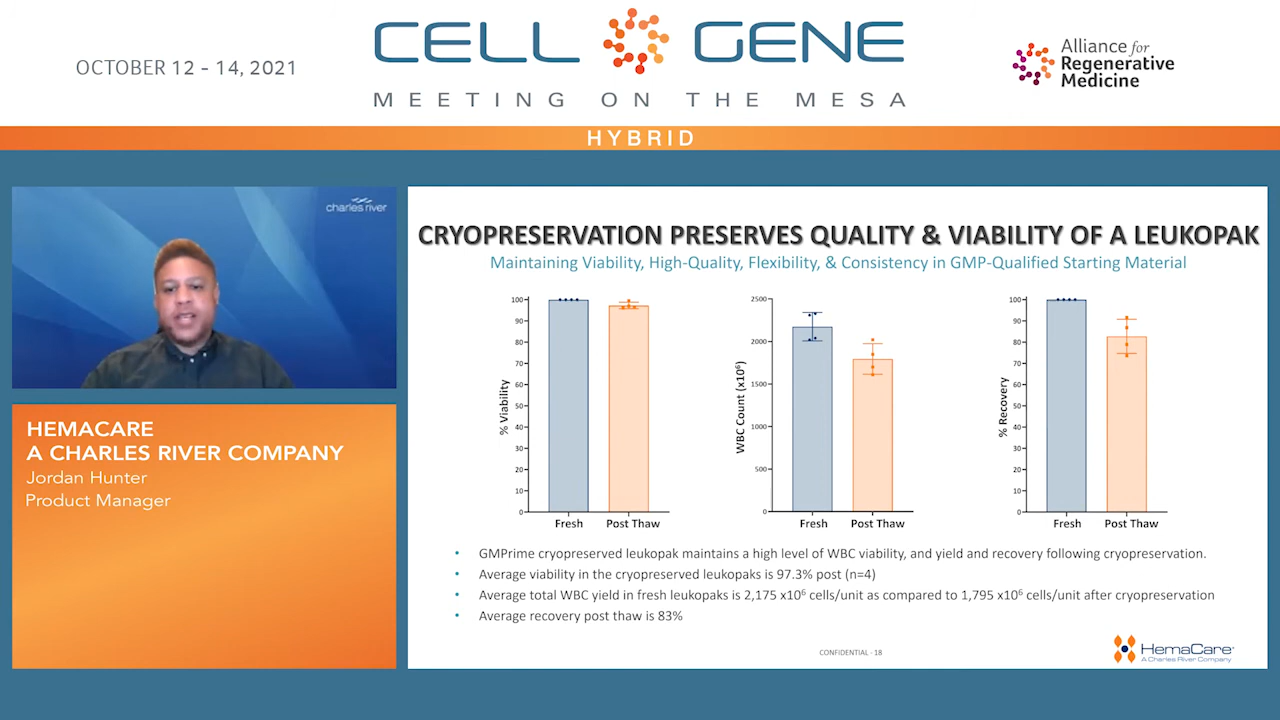 OCTOBER 12 - 14, 2021
CELL GENE
MEETING ON THE MESA
Alliance for
Regenerative
Medicine
HYBRID
charles river
HEMACARE
A CHARLES RIVER COMPANY
Jordan Hunter
Product Manager
CRYOPRESERVATION PRESERVES QUALITY & VIABILITY OF A LEUKOPAK
Maintaining Viability, High-Quality, Flexibility, & Consistency in GMP-Qualified Starting Material
% Viability
100
90
80
70
60
50
40
30
20
10
0
Fresh Post Thaw
WBC Count (x10⁶)
2500
2000
1500
1000
500
0
Fresh Post Thaw
% Recovery
100
90
80
70
60
50
40
30
20
10
0
Fresh Post Thaw
• GMPrime cryopreserved leukopak maintains a high level of WBC viability, and yield and recovery following cryopreservation.
• Average viability in the cryopreserved leukopaks is 97.3% post (n=4)
• Average total WBC yield in fresh leukopaks is 2,175 x10⁶ cells/unit as compared to 1,795 x10⁶ cells/unit after cryopreservation
• Average recovery post thaw is 83%
CONFIDENTIAL - 18
HemaCare®
A Charles River Company